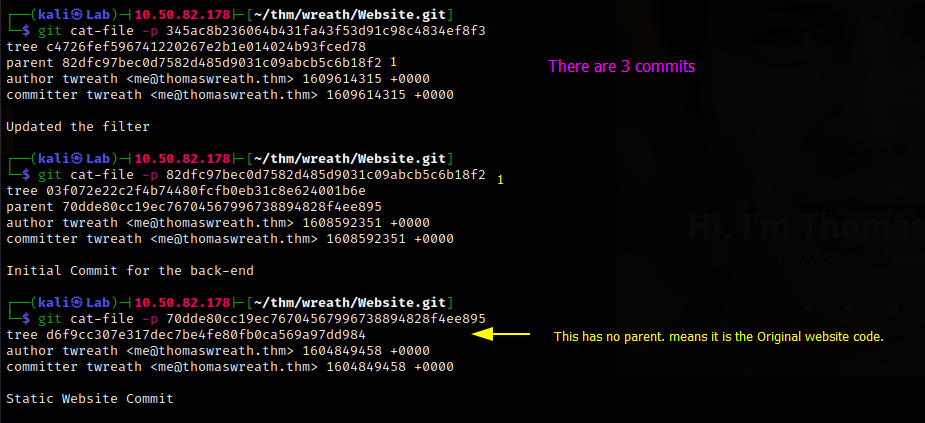 ┌──(kali㉿Lab)-┤10.50.82.178├-[~/thm/wreath/Website.git]
└─$ git cat-file -p 345ac8b236064b431fa43f53d91c98c4834ef8f3
tree c4726fef596741220267e2b1e014024b93fced78
parent 82dfc97bec0d7582d485d9031c09abcb5c6b18f2 1
There are 3 commits
author twreath <me@thomaswreath.thm> 1609614315 +0000
committer twreath <me@thomaswreath.thm> 1609614315 +0000
Updated the filter
┌──(kali㉿Lab)-┤10.50.82.178├-[~/thm/wreath/Website.git]
└─$ git cat-file -p 82dfc97bec0d7582d485d9031c09abcb5c6b18f2 1
tree 03f072e22c2f4b74480fcfb0eb31c8e624001b6e
parent 70dde80cc19ec76704567996738894828f4ee895
author twreath <me@thomaswreath.thm> 1608592351 +0000
committer twreath <me@thomaswreath.thm> 1608592351 +0000
Hi, I'm Thomas
Initial Commit for the back-end
┌──(kali㉿Lab)-┤10.50.82.178├-[~/thm/wreath/Website.git]
└─$ git cat-file -p 70dde80cc19ec76704567996738894828f4ee895
tree d6f9cc307e317dec7be4fe80fb0ca569a97dd984
This has no parent. means it is the Original website code.
author twreath <me@thomaswreath.thm> 1604849458 +0000
committer twreath <me@thomaswreath.thm> 1604849458 +0000
Static Website Commit